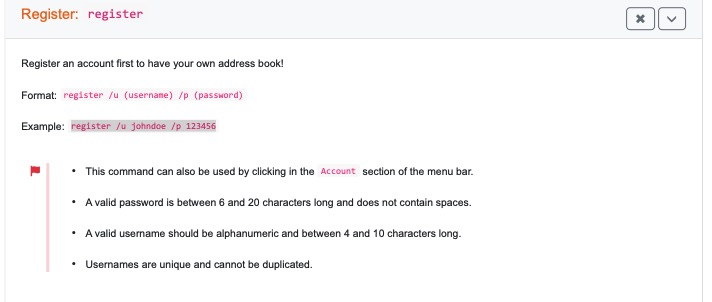 Register: register
Register an account first to have your own address book!
Format: register /u (username) /p (password)
Example: register /u johndoe /p 123456
• This command can also be used by clicking in the Account section of the menu bar.
• A valid password is between 6 and 20 characters long and does not contain spaces.
• A valid username should be alphanumeric and between 4 and 10 characters long.
• Usernames are unique and cannot be duplicated.